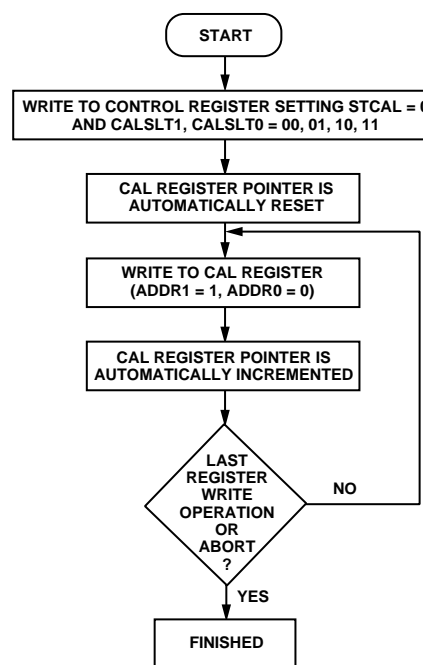 START
WRITE TO CONTROL REGISTER SETTING STCAL = 0
AND CALSLT1, CALSLT0 = 00, 01, 10, 11
CAL REGISTER POINTER IS
AUTOMATICALLY RESET
WRITE TO CAL REGISTER
(ADDR1 = 1, ADDR0 = 0)
CAL REGISTER POINTER IS
AUTOMATICALLY INCREMENTED
LAST
REGISTER
WRITE
OPERATION
OR
ABORT
?
NO
YES
FINISHED